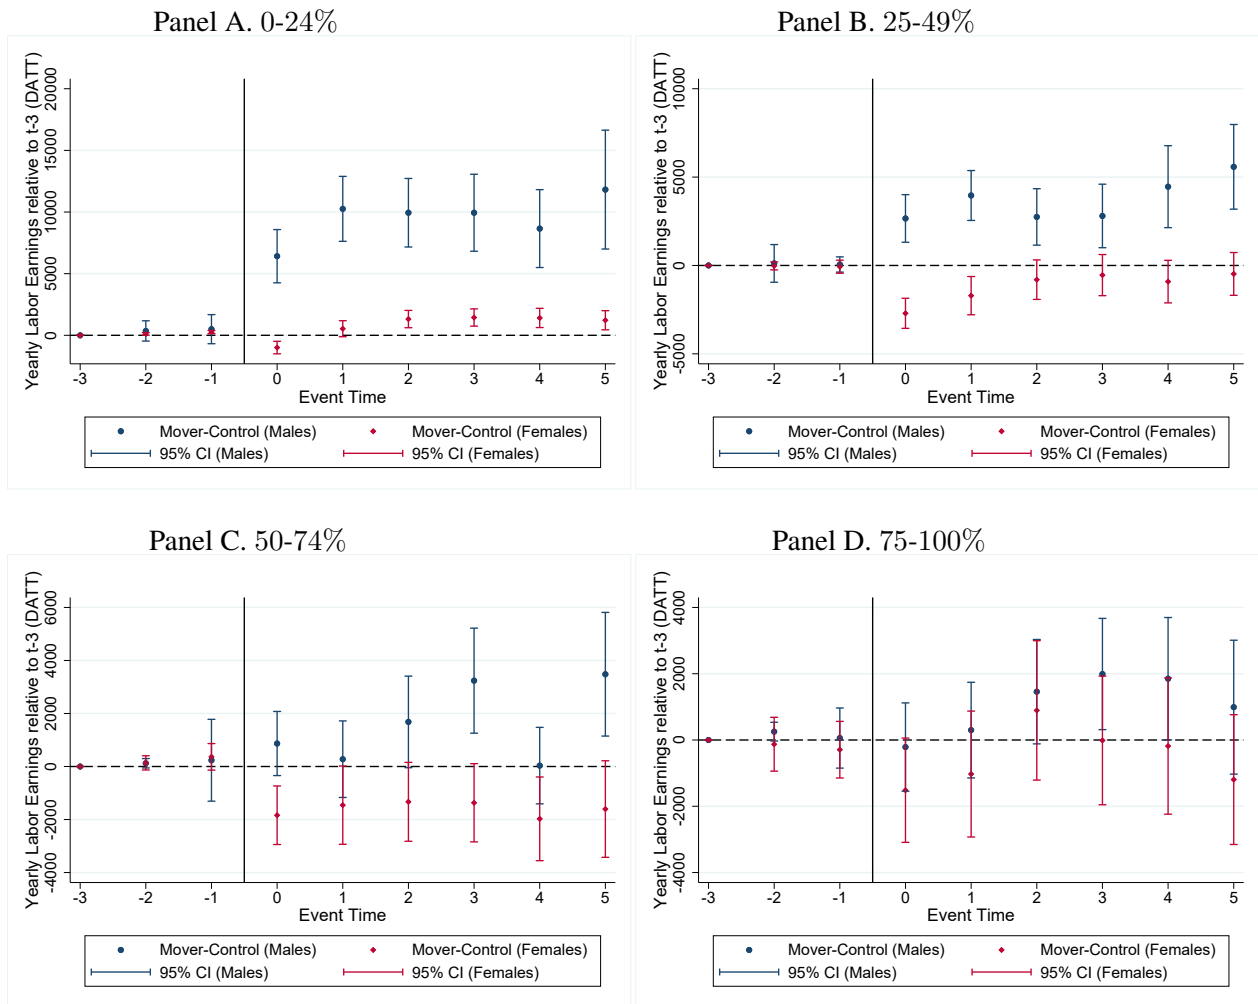 Panel A. 0-24%
Yearly Labor Earnings relative to t-3 (DATT)
20000
15000
10000
5000
0
-3 -2 -1 0 1 2 3 4 5
Event Time
Mover-Control (Males) Mover-Control (Females)
95% CI (Males) 95% CI (Females)
Panel B. 25-49%
Yearly Labor Earnings relative to t-3 (DATT)
10000
5000
0
-5000
-3 -2 -1 0 1 2 3 4 5
Event Time
Mover-Control (Males) Mover-Control (Females)
95% CI (Males) 95% CI (Females)
Panel C. 50-74%
Yearly Labor Earnings relative to t-3 (DATT)
6000
4000
2000
0
-2000
-4000
-3 -2 -1 0 1 2 3 4 5
Event Time
Mover-Control (Males) Mover-Control (Females)
95% CI (Males) 95% CI (Females)
Panel D. 75-100%
Yearly Labor Earnings relative to t-3 (DATT)
4000
2000
0
-2000
-4000
-3 -2 -1 0 1 2 3 4 5
Event Time
Mover-Control (Males) Mover-Control (Females)
95% CI (Males) 95% CI (Females)